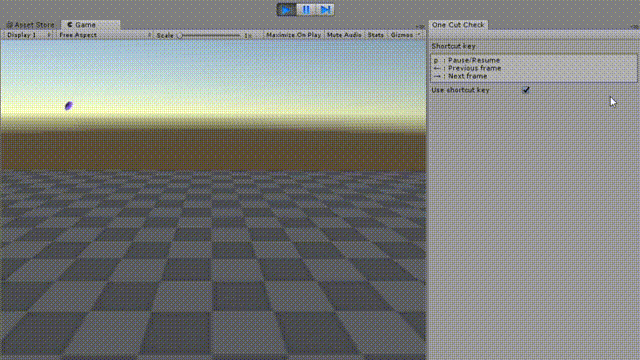 Asset Store
Game
One Cut Check
Display 1
Free Aspect
Scale
1x
Maximize On Play
Mute Audio
Stats
Gizmos
Shortcut key
p : Pause/Resume
← : Previous frame
→ : Next frame
Use shortcut key